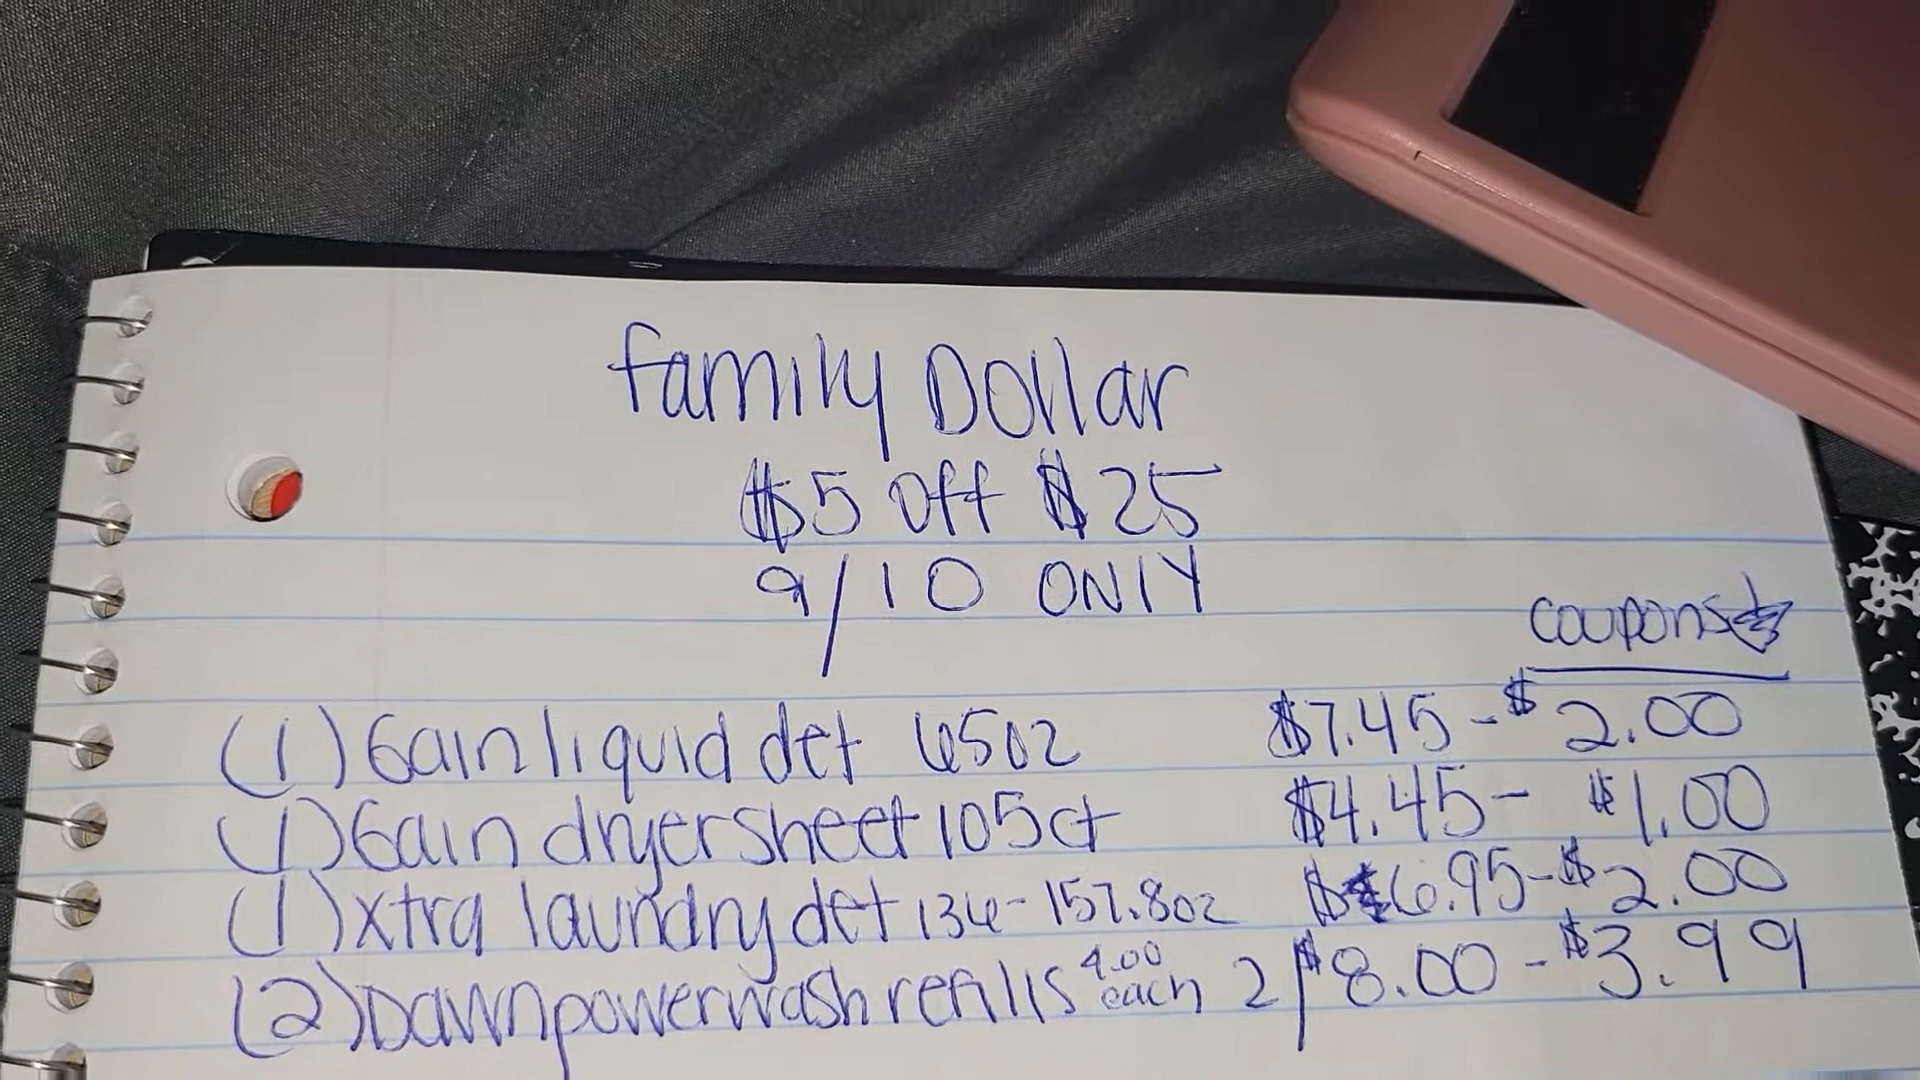 Family Dollar
$5 off $25
9/10 ONLY
coupons
(1) Gain liquid det 65oz $7.45 - $2.00
(1) Gain dryer sheet 105ct $4.45 - $1.00
(1) xtra laundry det 134-157.8oz $6.95 - $2.00
(2) Dawn powerwash refills 4.00 each 2/$8.00 - $3.99